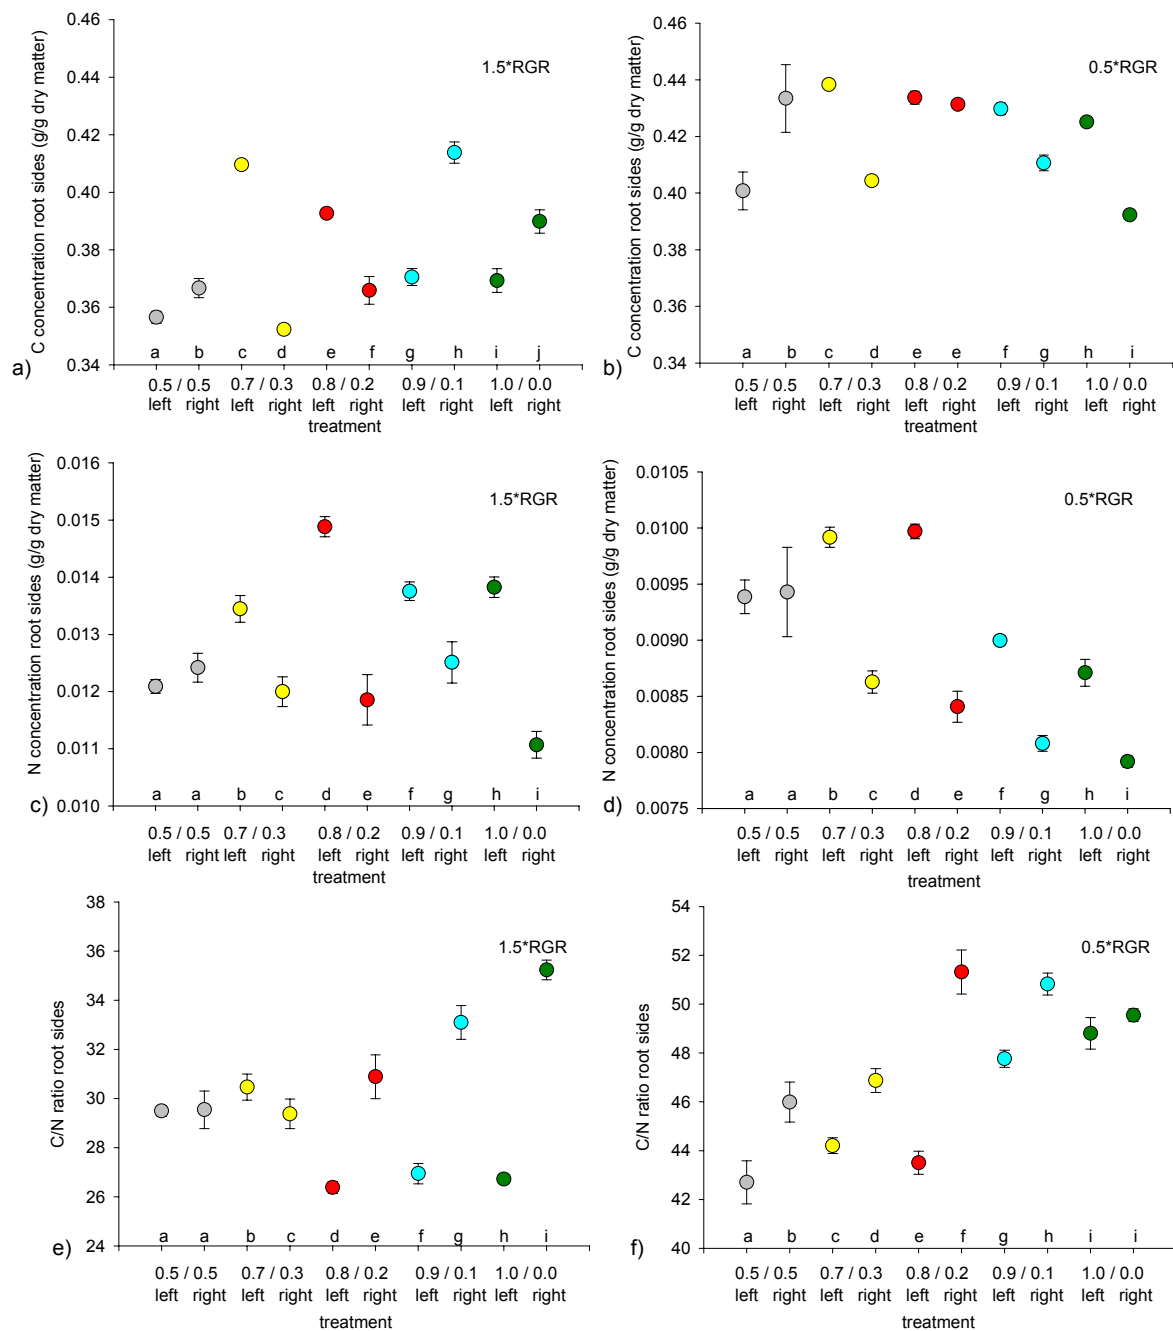 C concentration root sides (g/g dry matter)
0.46
0.44
0.42
0.40
0.38
0.36
0.34
1.5*RGR
a b c d e f g h i j
a)
0.5 / 0.5 0.7 / 0.3 0.8 / 0.2 0.9 / 0.1 1.0 / 0.0
left right left right left right left right left right
treatment
C concentration root sides (g/g dry matter)
0.46
0.44
0.42
0.40
0.38
0.36
0.34
0.5*RGR
a b c d e e f g h i
b)
0.5 / 0.5 0.7 / 0.3 0.8 / 0.2 0.9 / 0.1 1.0 / 0.0
left right left right left right left right left right
treatment
N concentration root sides (g/g dry matter)
0.016
0.015
0.014
0.013
0.012
0.011
0.010
1.5*RGR
a a b c d e f g h i
c)
0.5 / 0.5 0.7 / 0.3 0.8 / 0.2 0.9 / 0.1 1.0 / 0.0
left right left right left right left right left right
treatment
N concentration root sides (g/g dry matter)
0.0105
0.0100
0.0095
0.0090
0.0085
0.0080
0.0075
0.5*RGR
a a b c d e f g h i
d)
0.5 / 0.5 0.7 / 0.3 0.8 / 0.2 0.9 / 0.1 1.0 / 0.0
left right left right left right left right left right
treatment
C/N ratio root sides
38
36
34
32
30
28
26
24
1.5*RGR
a a b c d e f g h i
e)
0.5 / 0.5 0.7 / 0.3 0.8 / 0.2 0.9 / 0.1 1.0 / 0.0
left right left right left right left right left right
treatment
C/N ratio root sides
54
52
50
48
46
44
42
40
0.5*RGR
a b c d e f g h i i
f)
0.5 / 0.5 0.7 / 0.3 0.8 / 0.2 0.9 / 0.1 1.0 / 0.0
left right left right left right left right left right
treatment